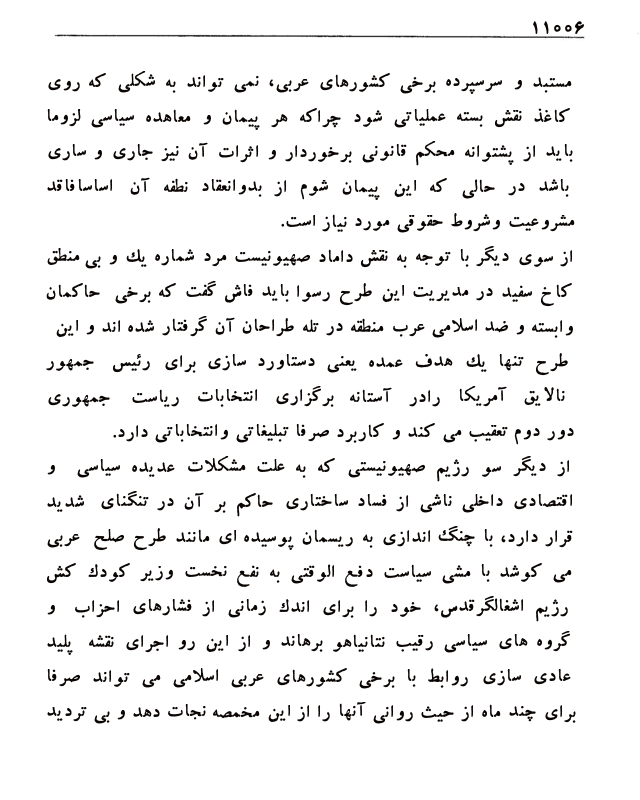 ۱۱۰۰۶
مستبد و سرسپرده برخی کشورهای عربی، نمی تواند به شکلی که روی
کاغذ نقش بسته عملیاتی شود چراکه هر پیمان و معاهده سیاسی لزوما
باید از پشتوانه محکم قانونی برخوردار و اثرات آن نیز جاری و ساری
باشد در حالی که این پیمان شوم از بدوانعقاد نطفه آن اساسافاقد
مشروعیت وشروط حقوقی مورد نیاز است.
از سوی دیگر با توجه به نقش داماد صهیونیست مرد شماره یك و بی منطق
کاخ سفید در مدیریت این طرح رسوا باید فاش گفت که برخی حاکمان
وابسته و ضد اسلامی عرب منطقه در تله طراحان آن گرفتار شده اند و این
طرح تنها یك هدف عمده یعنی دستاورد سازی برای رئیس جمهور
نالایق آمریکا رادر آستانه برگزاری انتخابات ریاست جمهوری
دور دوم تعقیب می کند و کاربرد صرفا تبلیغاتی وانتخاباتی دارد.
از دیگر سو رژیم صهیونیستی که به علت مشکلات عدیده سیاسی و
اقتصادی داخلی ناشی از فساد ساختاری حاکم بر آن در تنگنای شدید
قرار دارد، با چنگ اندازی به ریسمان پوسیده ای مانند طرح صلح عربی
می کوشد با مشی سیاست دفع الوقتی به نفع نخست وزیر کودك کش
رژیم اشغالگرقدس، خود را برای اندك زمانی از فشارهای احزاب و
گروه های سیاسی رقیب نتانیاهو برهاند و از این رو اجرای نقشه پلید
عادی سازی روابط با برخی کشورهای عربی اسلامی می تواند صرفا
برای چند ماه از حیث روانی آنها را از این مخمصه نجات دهد و بی تردید